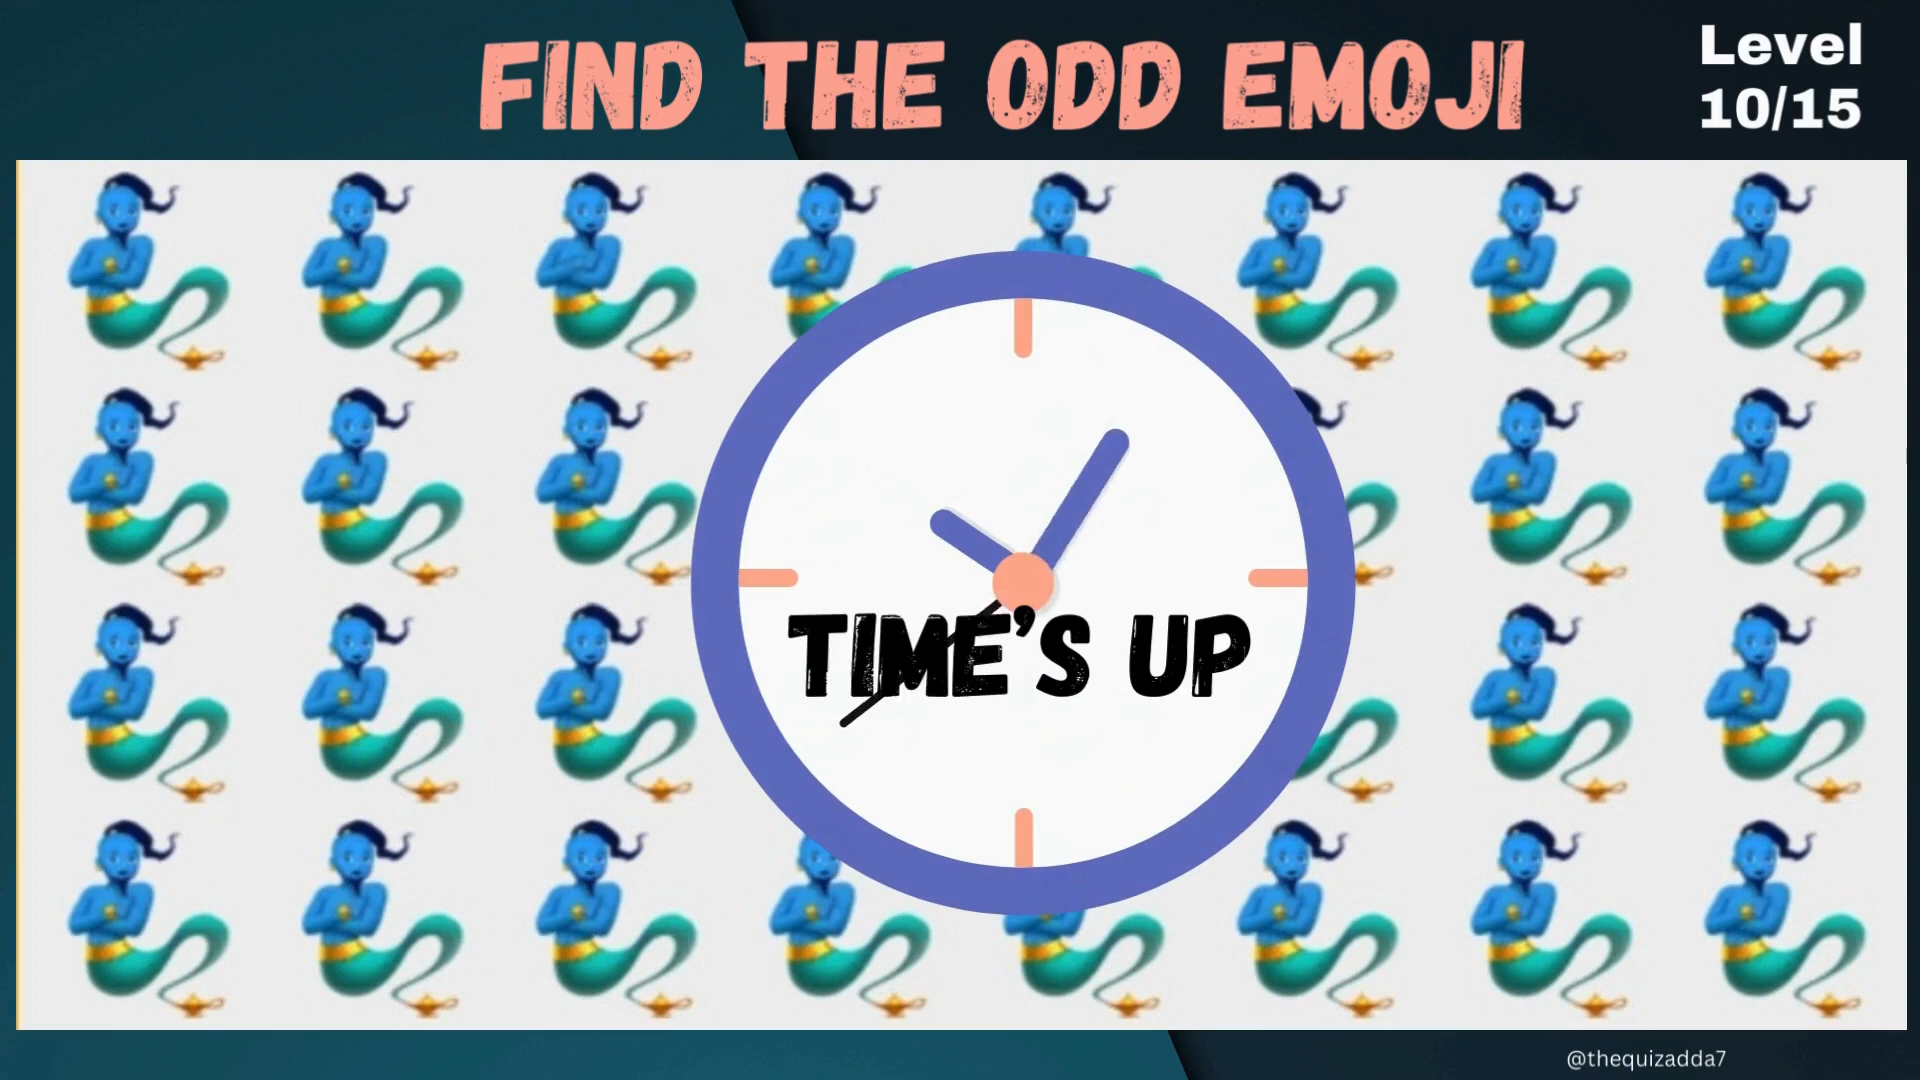 FIND THE ODD EMOJI
Level
10/15
TIME'S UP
@thequizadda7